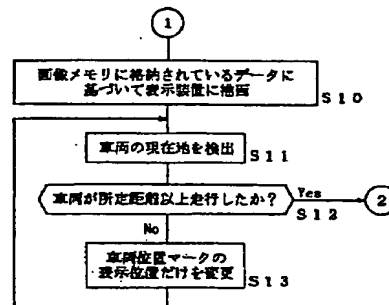 1
画像メモリに格納されているデータに
基づいて表示装置に描画
S10
車両の現在地を検出
S11
車両が所定距離以上走行したか?
Yes
S12
2
No
車両位置マークの
表示位置だけを変更
S13